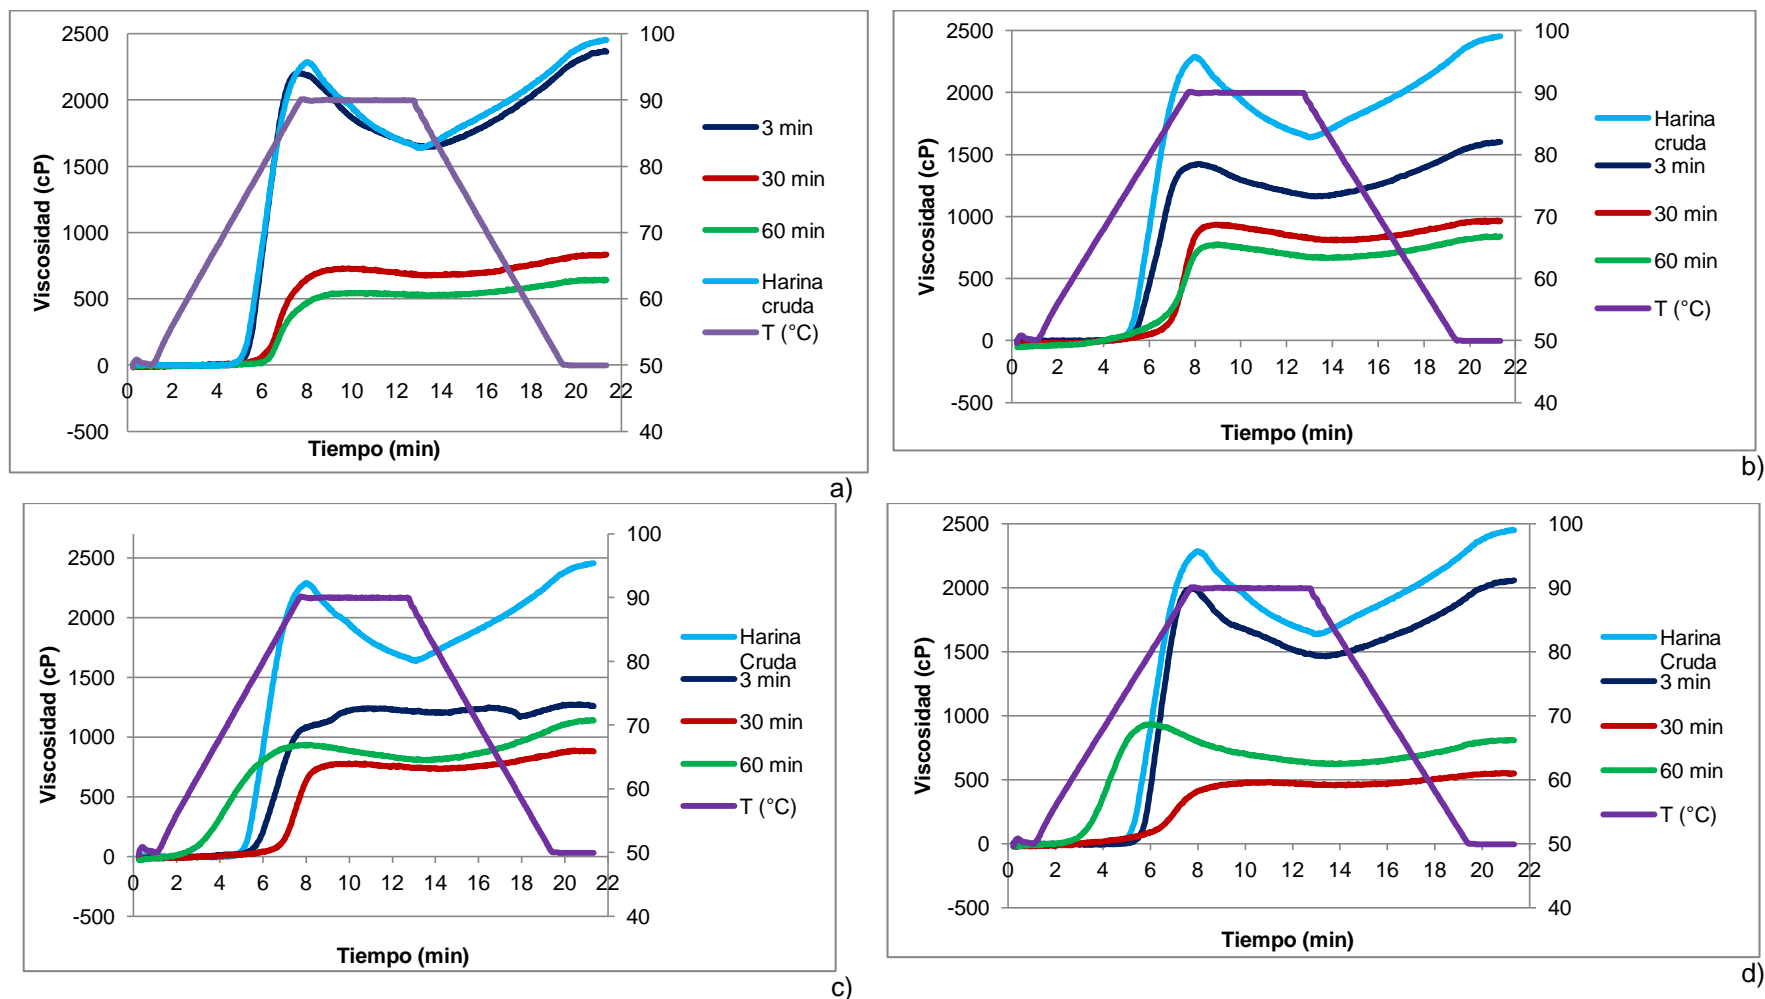 2500
2000
1500
1000
500
0
-500
100
90
80
70
60
50
40
0 2 4 6 8 10 12 14 16 18 20 22
Viscosidad (cP)
Tiempo (min)
3 min
30 min
60 min
Harina
cruda
T (°C)
a)
2500
2000
1500
1000
500
0
-500
100
90
80
70
60
50
40
0 2 4 6 8 10 12 14 16 18 20 22
Viscosidad (cP)
Tiempo (min)
Harina
cruda
3 min
30 min
60 min
T (°C)
b)
2500
2000
1500
1000
500
0
-500
100
90
80
70
60
50
40
0 2 4 6 8 10 12 14 16 18 20 22
Viscosidad (cP)
Tiempo (min)
Harina
Cruda
3 min
30 min
60 min
T (°C)
c)
2500
2000
1500
1000
500
0
-500
100
90
80
70
60
50
40
0 2 4 6 8 10 12 14 16 18 20 22
Viscosidad (cP)
Tiempo (min)
Harina
Cruda
3 min
30 min
60 min
T (°C)
d)